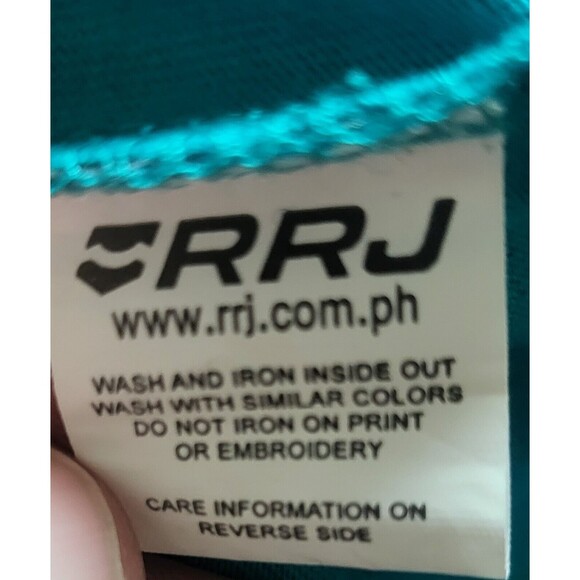 RRJ
www.rrj.com.ph
WASH AND IRON INSIDE OUT
WASH WITH SIMILAR COLORS
DO NOT IRON ON PRINT
OR EMBROIDERY
CARE INFORMATION ON
REVERSE SIDE